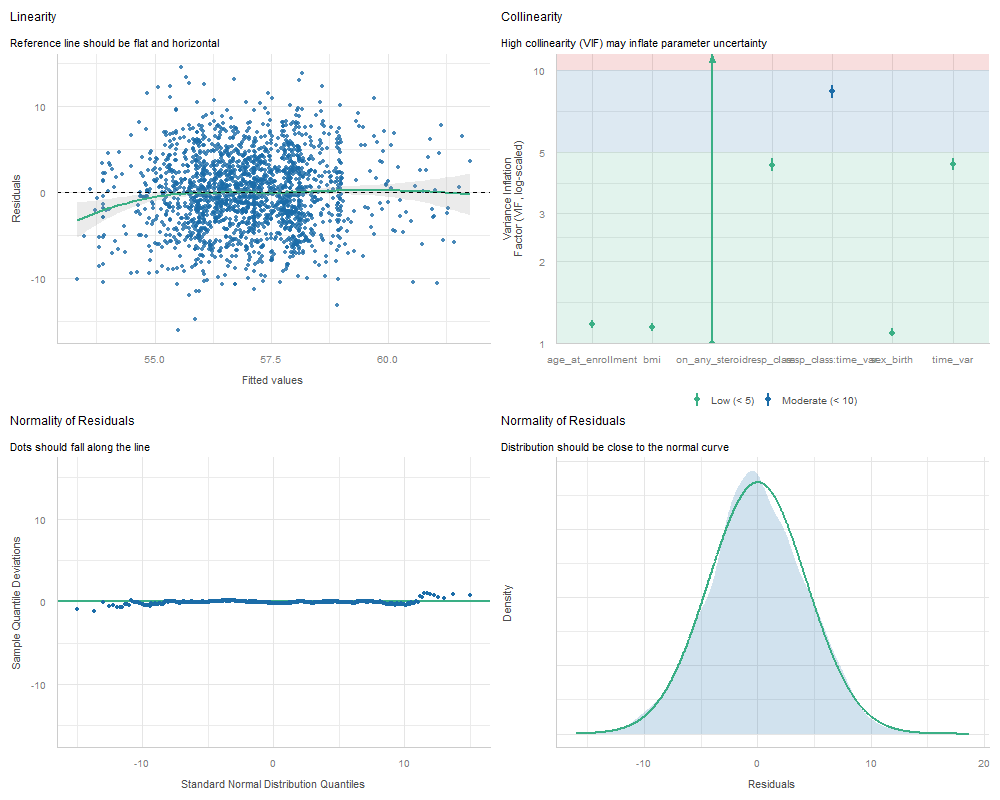 Linearity
Reference line should be flat and horizontal
Residuals
10
0
-10
55.0
57.5
60.0
Fitted values
Collinearity
High collinearity (VIF) may inflate parameter uncertainty
Variance Inflation
Factor (VIF, log-scaled)
10
5
3
2
1
age_at_enrollment
bmi
on_any_steroid
resp_class
resp_class:time_var
sex_birth
time_var
Low (< 5)
Moderate (< 10)
Normality of Residuals
Dots should fall along the line
Sample Quantile Deviations
10
0
-10
-10
0
10
Standard Normal Distribution Quantiles
Normality of Residuals
Distribution should be close to the normal curve
Density
-10
0
10
20
Residuals